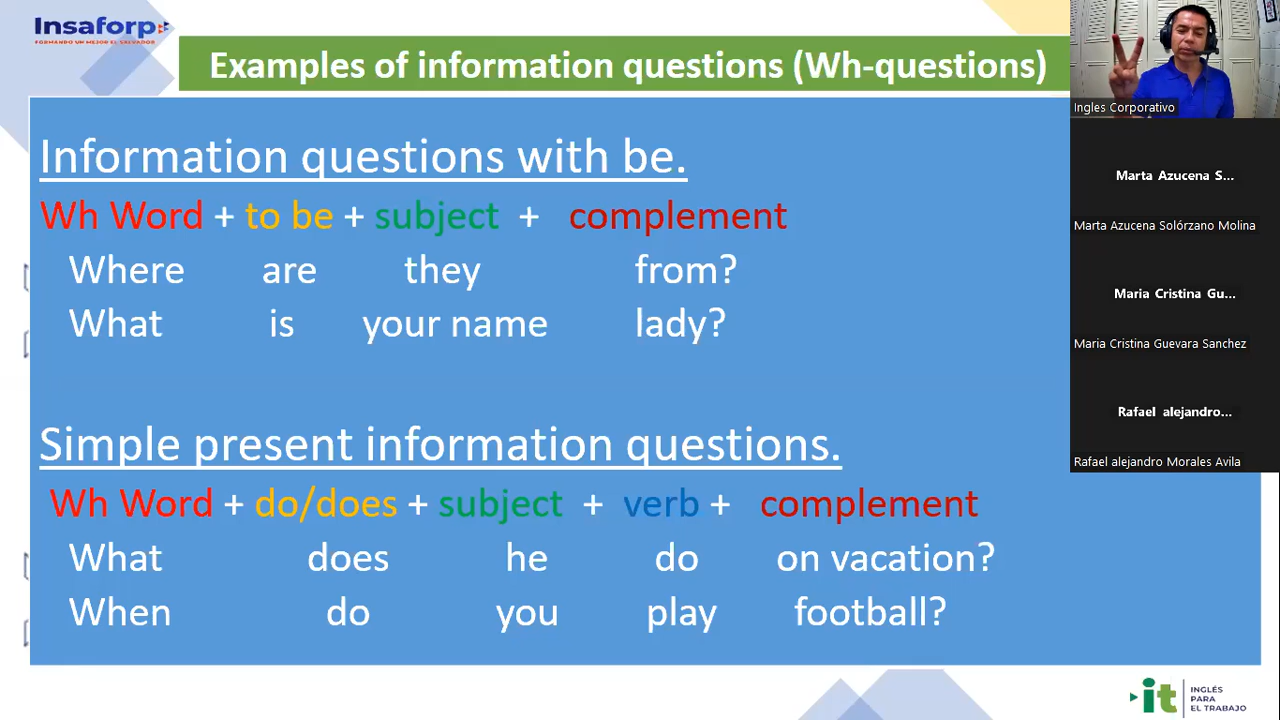 Insaforp
FORMANDO UN MEJOR EL SALVADOR
Examples of information questions (Wh-questions)
Information questions with be.
Wh Word + to be + subject + complement
Where are they from?
What is your name lady?
Simple present information questions.
Wh Word + do/does + subject + verb + complement
What does he do on vacation?
When do you play football?
Ingles Corporativo
Marta Azucena S...
Marta Azucena Solórzano Molina
Maria Cristina Gu...
Maria Cristina Guevara Sanchez
Rafael alejandro...
Rafael alejandro Morales Avila
it
INGLÉS
PARA
EL TRABAJO